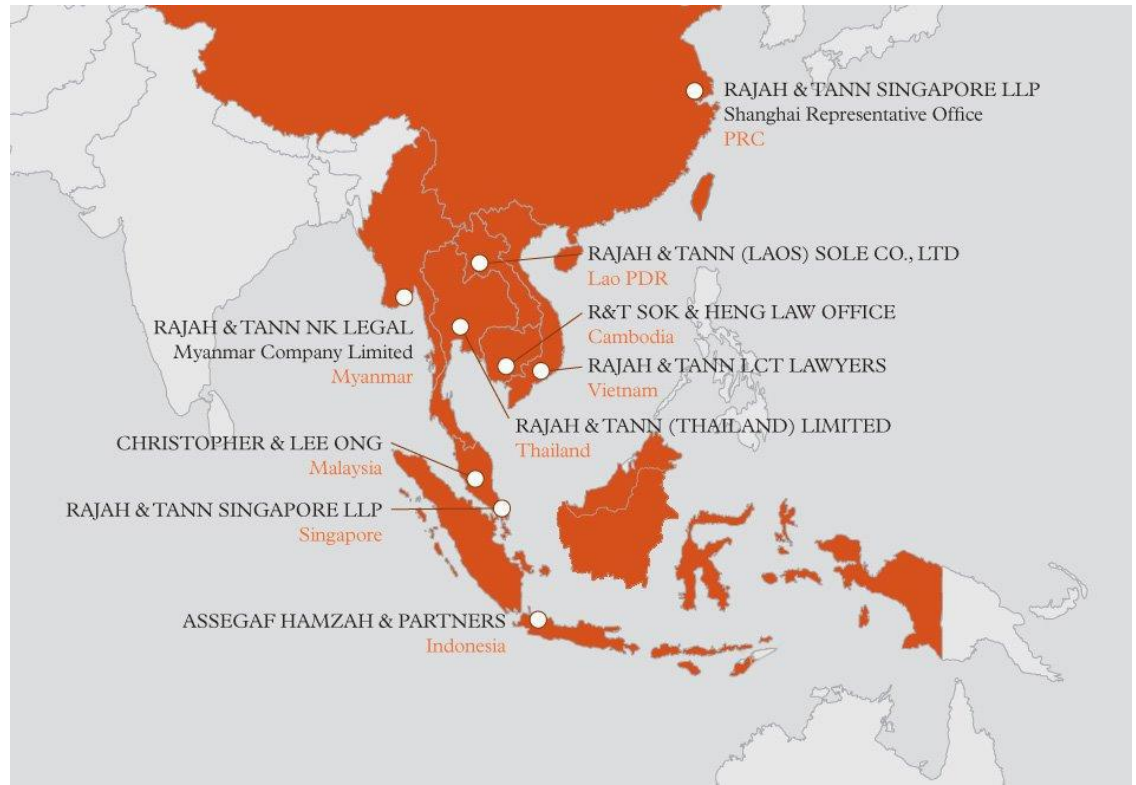 RAJAH & TANN SINGAPORE LLP
Shanghai Representative Office
PRC
RAJAH & TANN (LAOS) SOLE CO., LTD
Lao PDR
R&T SOK & HENG LAW OFFICE
Cambodia
RAJAH & TANN NK LEGAL
Myanmar Company Limited
Myanmar
RAJAH & TANN LCT LAWYERS
Vietnam
RAJAH & TANN (THAILAND) LIMITED
Thailand
CHRISTOPHER & LEE ONG
Malaysia
RAJAH & TANN SINGAPORE LLP
Singapore
ASSEGAF HAMZAH & PARTNERS
Indonesia